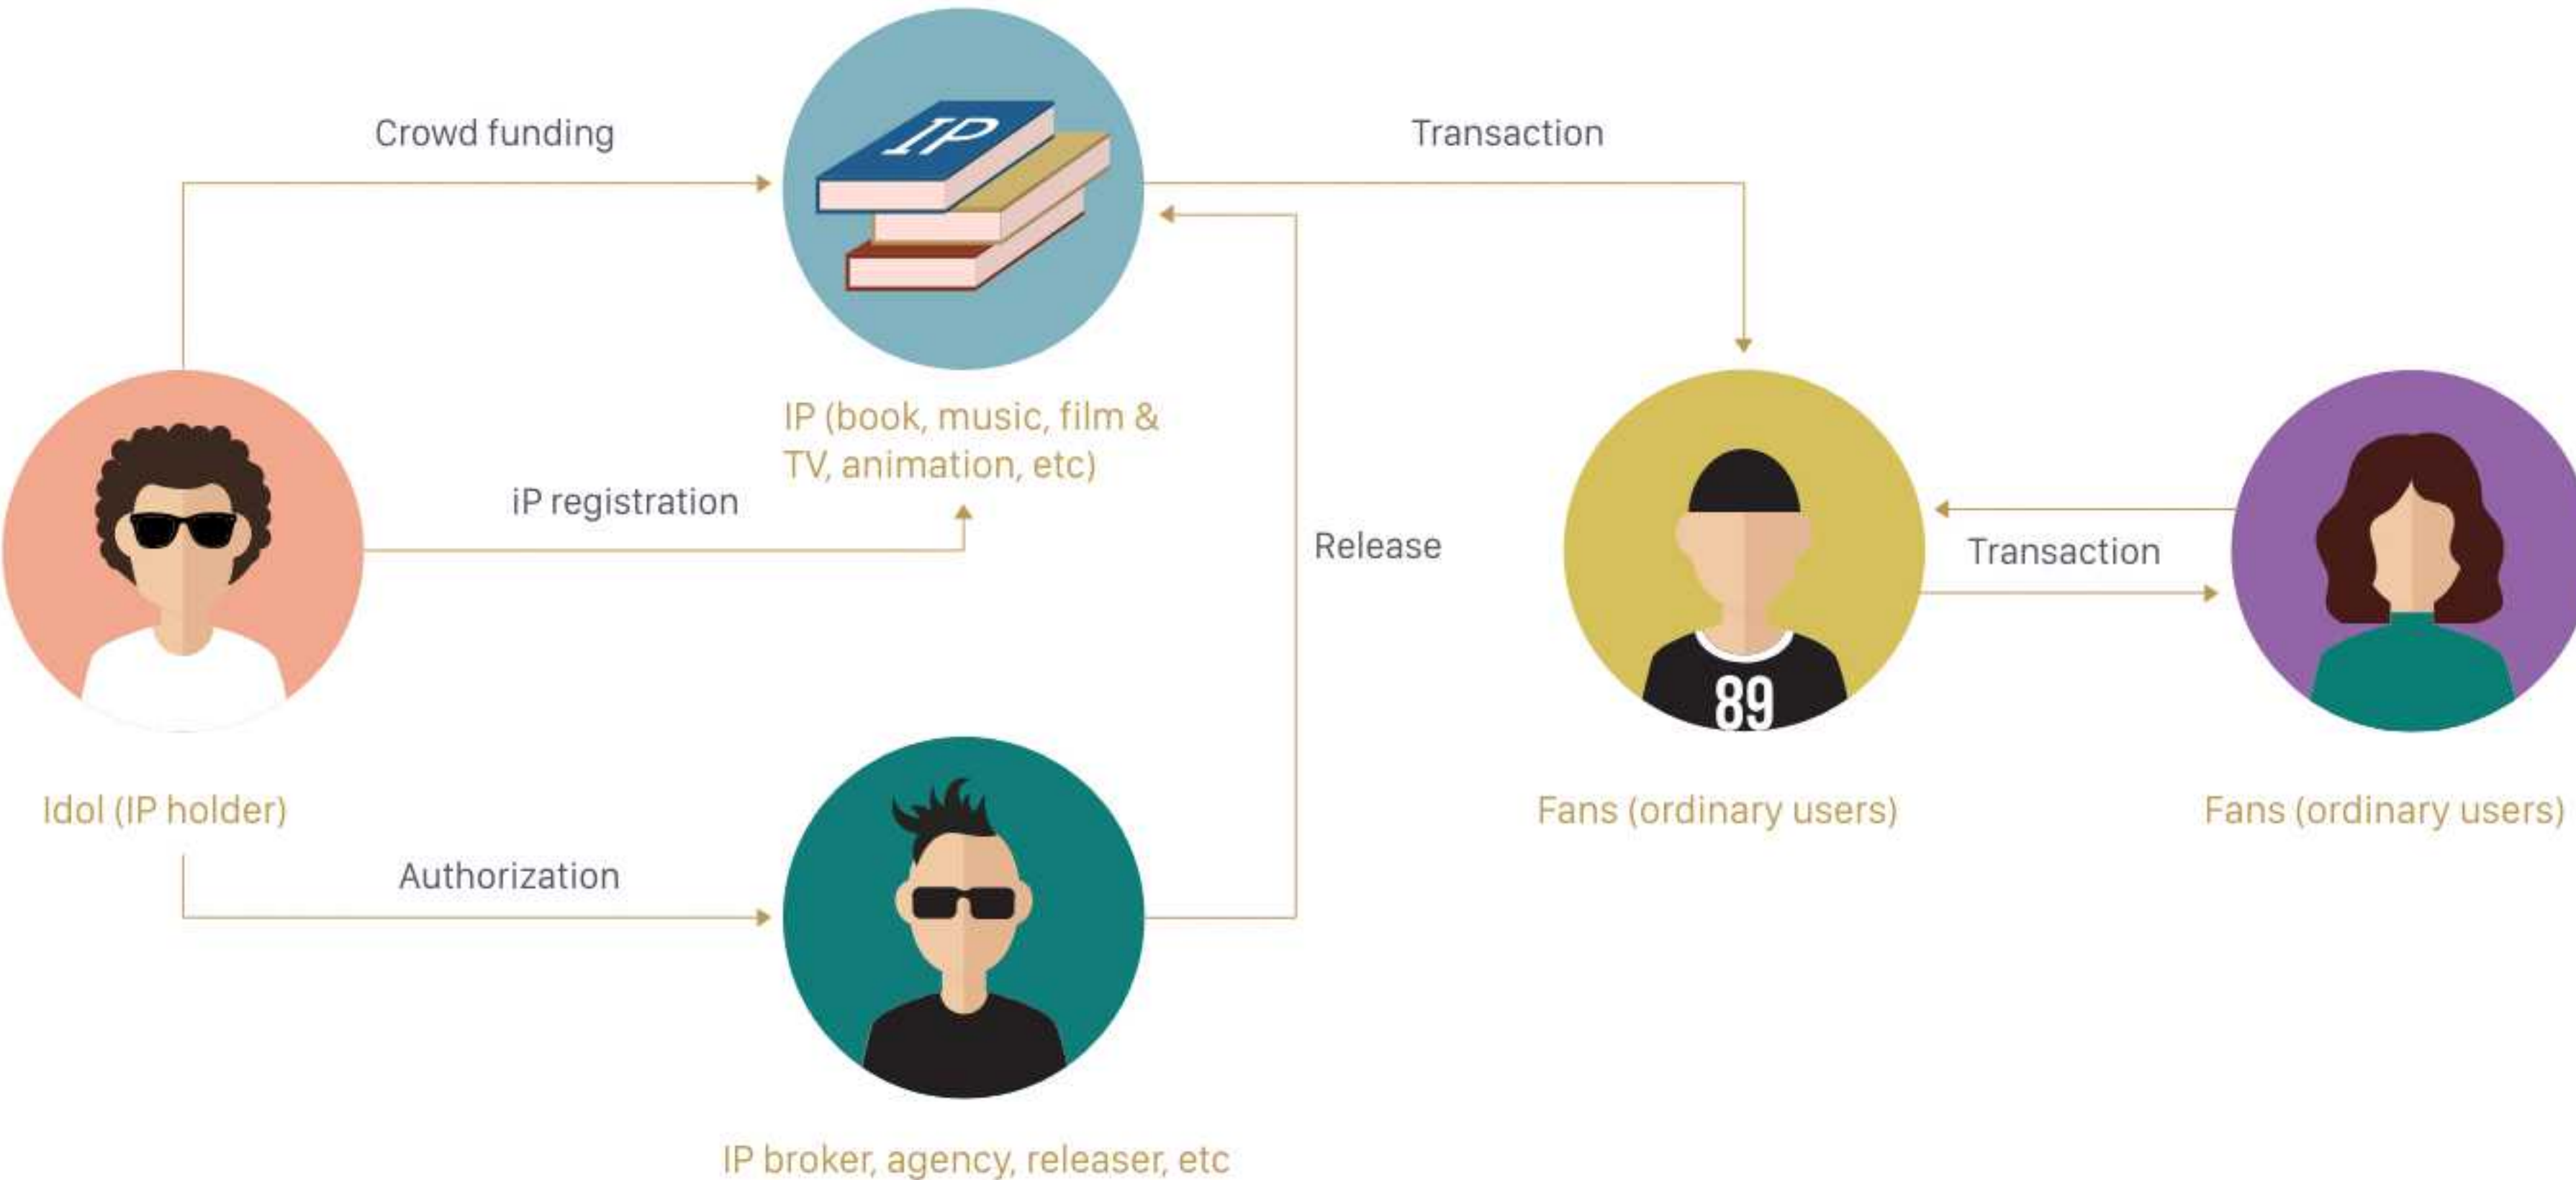 Crowd funding
Transaction
IP
IP (book, music, film &
TV, animation, etc)
iP registration
Release
Transaction
89
Idol (IP holder)
Fans (ordinary users)
Fans (ordinary users)
Authorization
IP broker, agency, releaser, etc